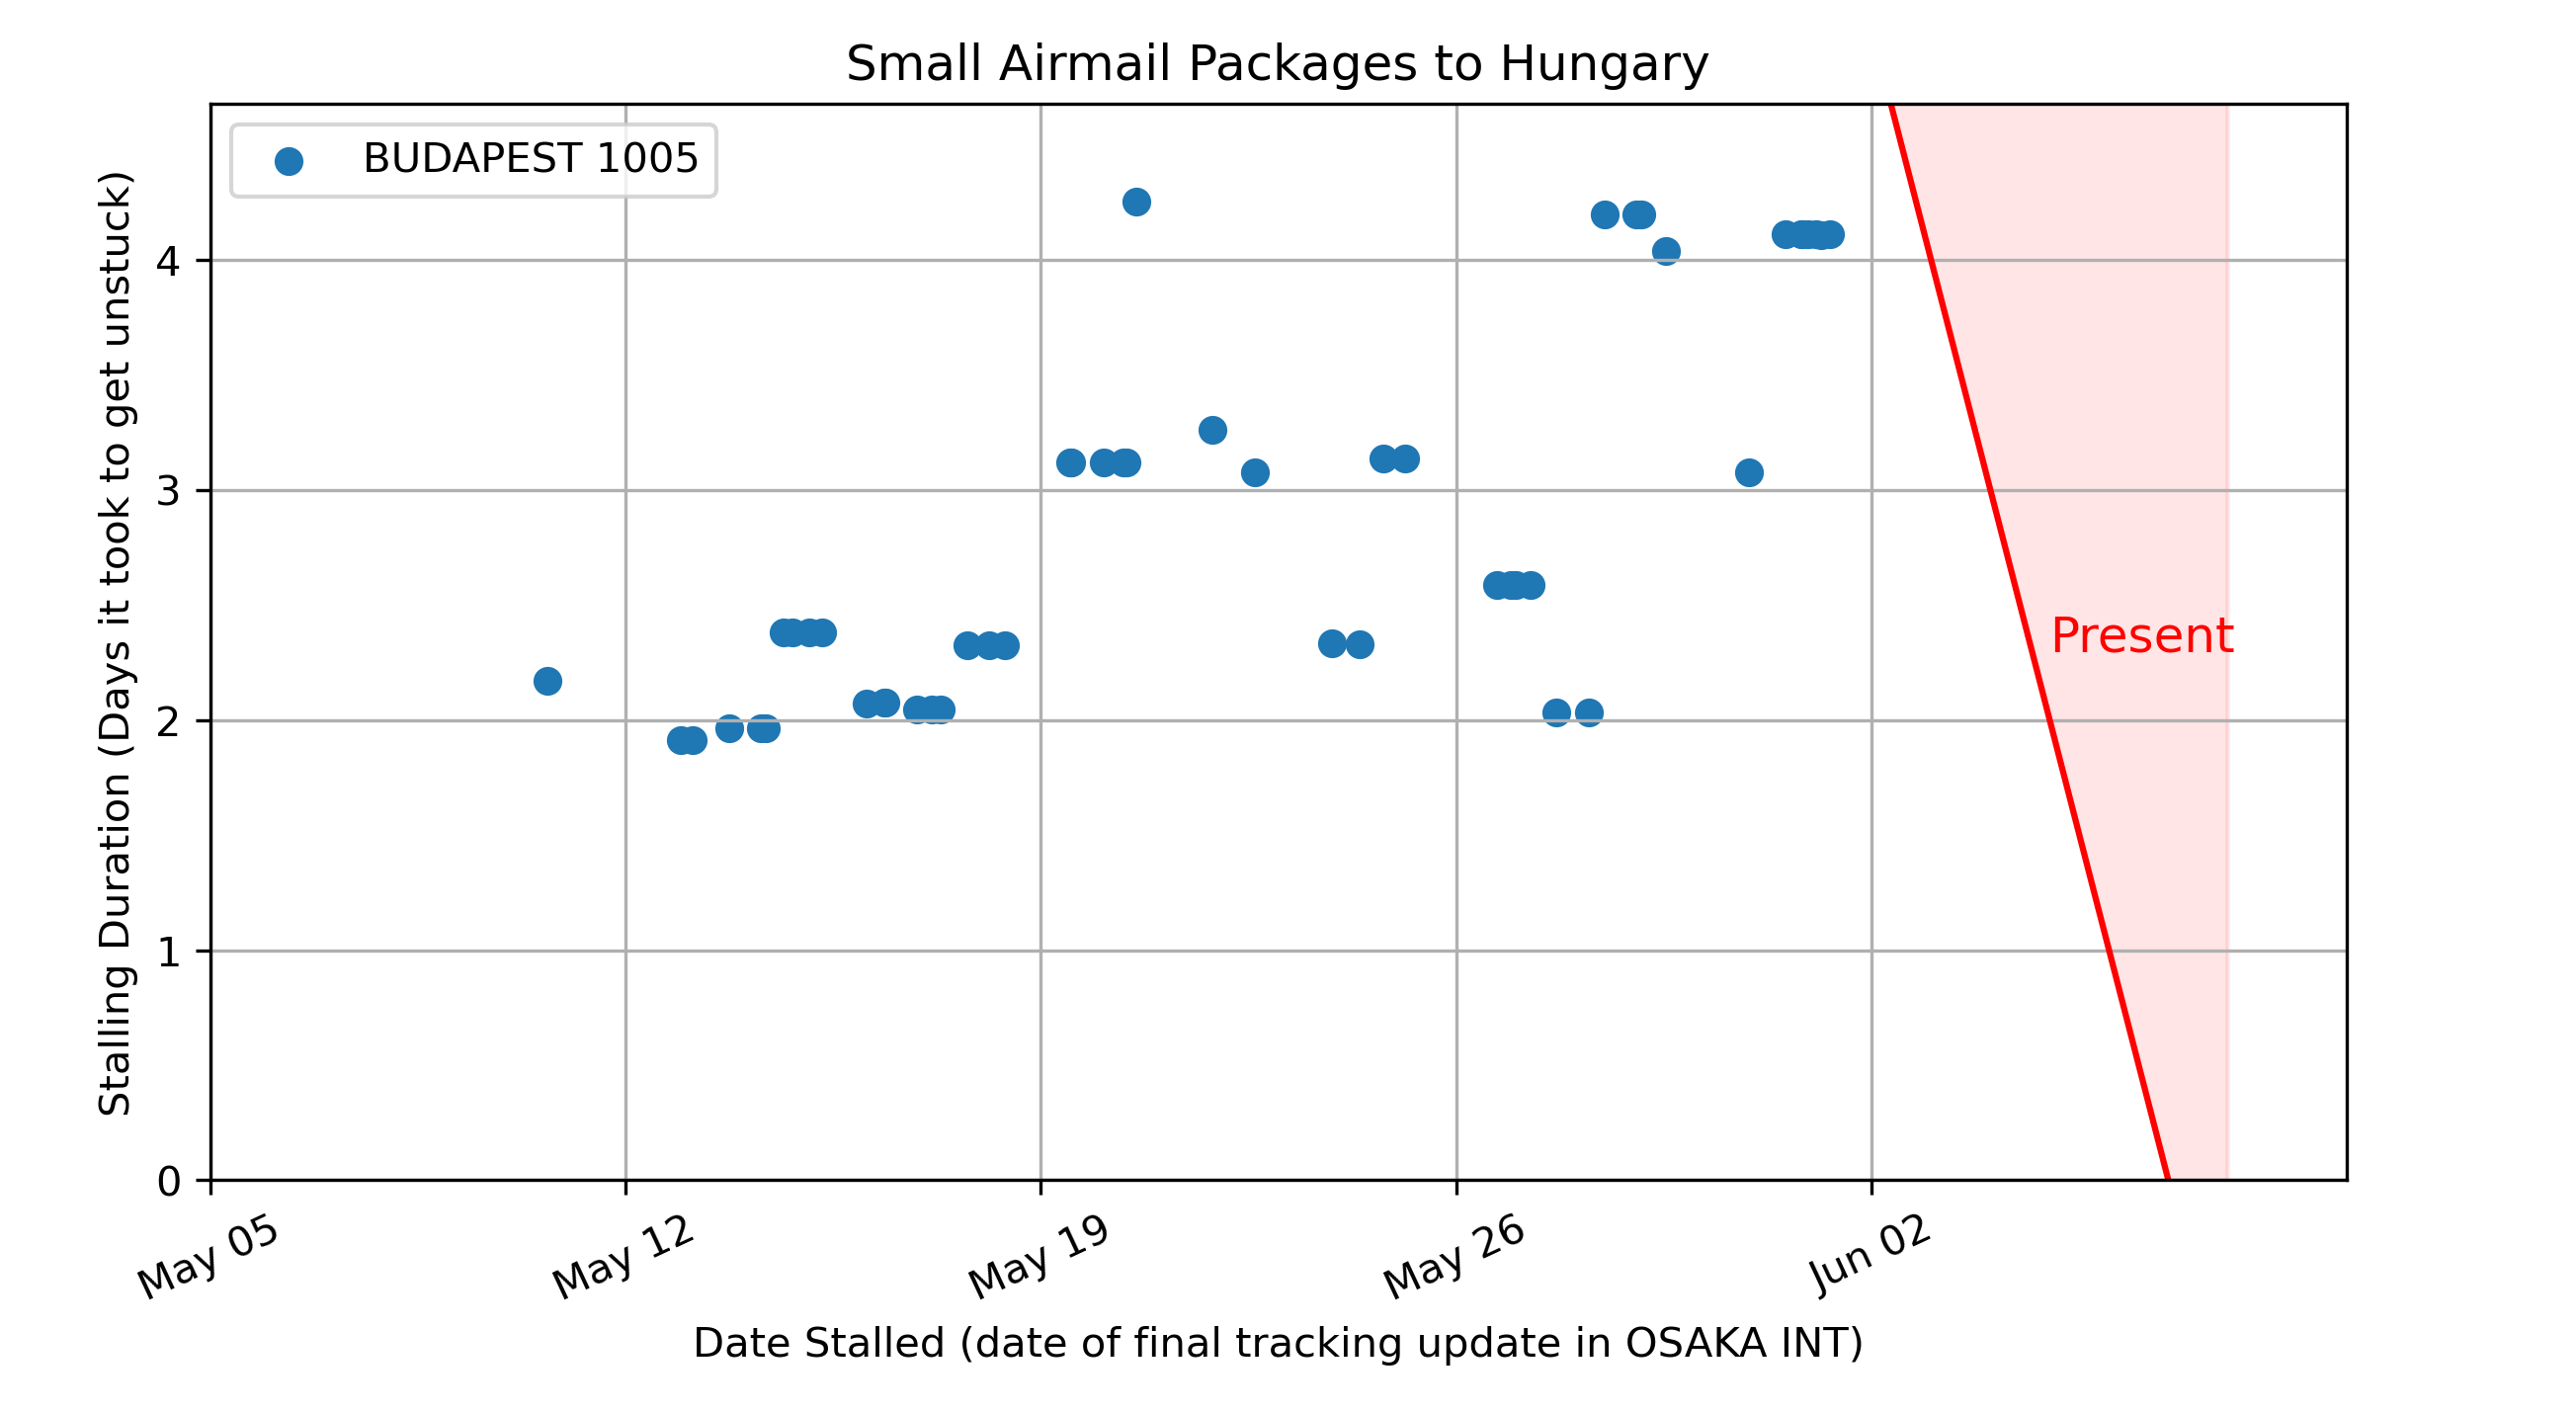 Small Airmail Packages to Hungary
BUDAPEST 1005
Stalling Duration (Days it took to get unstuck)
4
3
2
1
0
Present
May 05
May 12
May 19
May 26
Jun 02
Date Stalled (date of final tracking update in OSAKA INT)